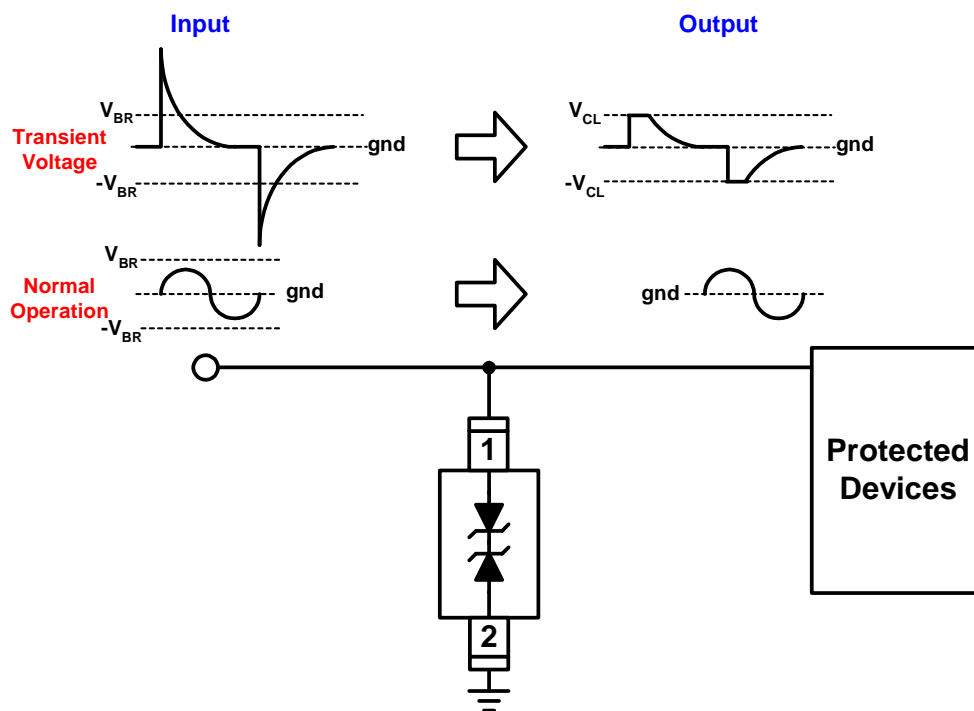 Input
Output
V_BR
V_CL
Transient
Voltage
gnd
gnd
-V_BR
-V_CL
V_BR
Normal
Operation
gnd
gnd
-V_BR
1
Protected
Devices
2